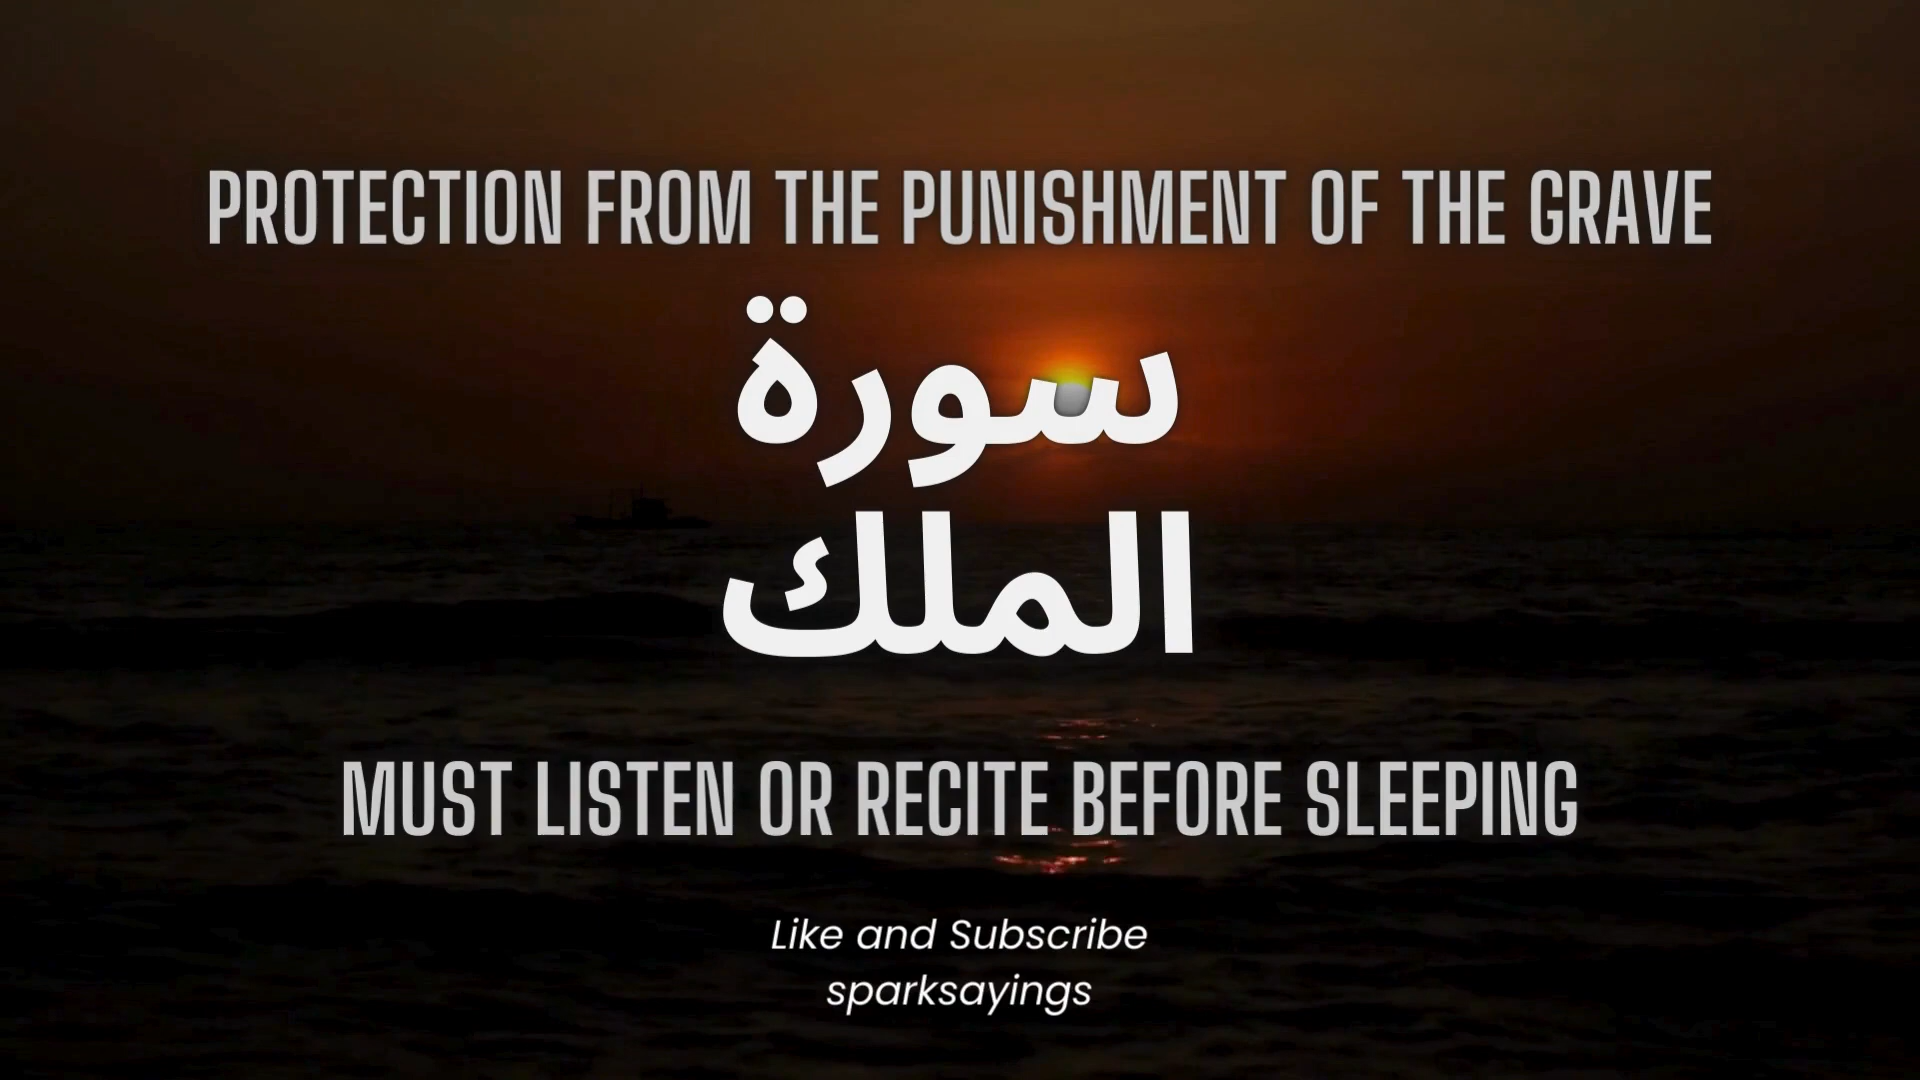 PROTECTION FROM THE PUNISHMENT OF THE GRAVE
سورة
الملك
MUST LISTEN OR RECITE BEFORE SLEEPING
Like and Subscribe
sparksayings